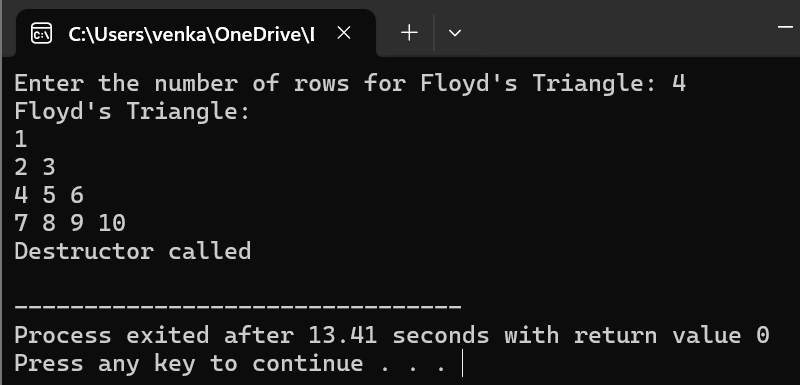 C:\Users\venka\OneDrive\I
Enter the number of rows for Floyd's Triangle: 4
Floyd's Triangle:
1
2 3
4 5 6
7 8 9 10
Destructor called
--------------------------------
Process exited after 13.41 seconds with return value 0
Press any key to continue . . .